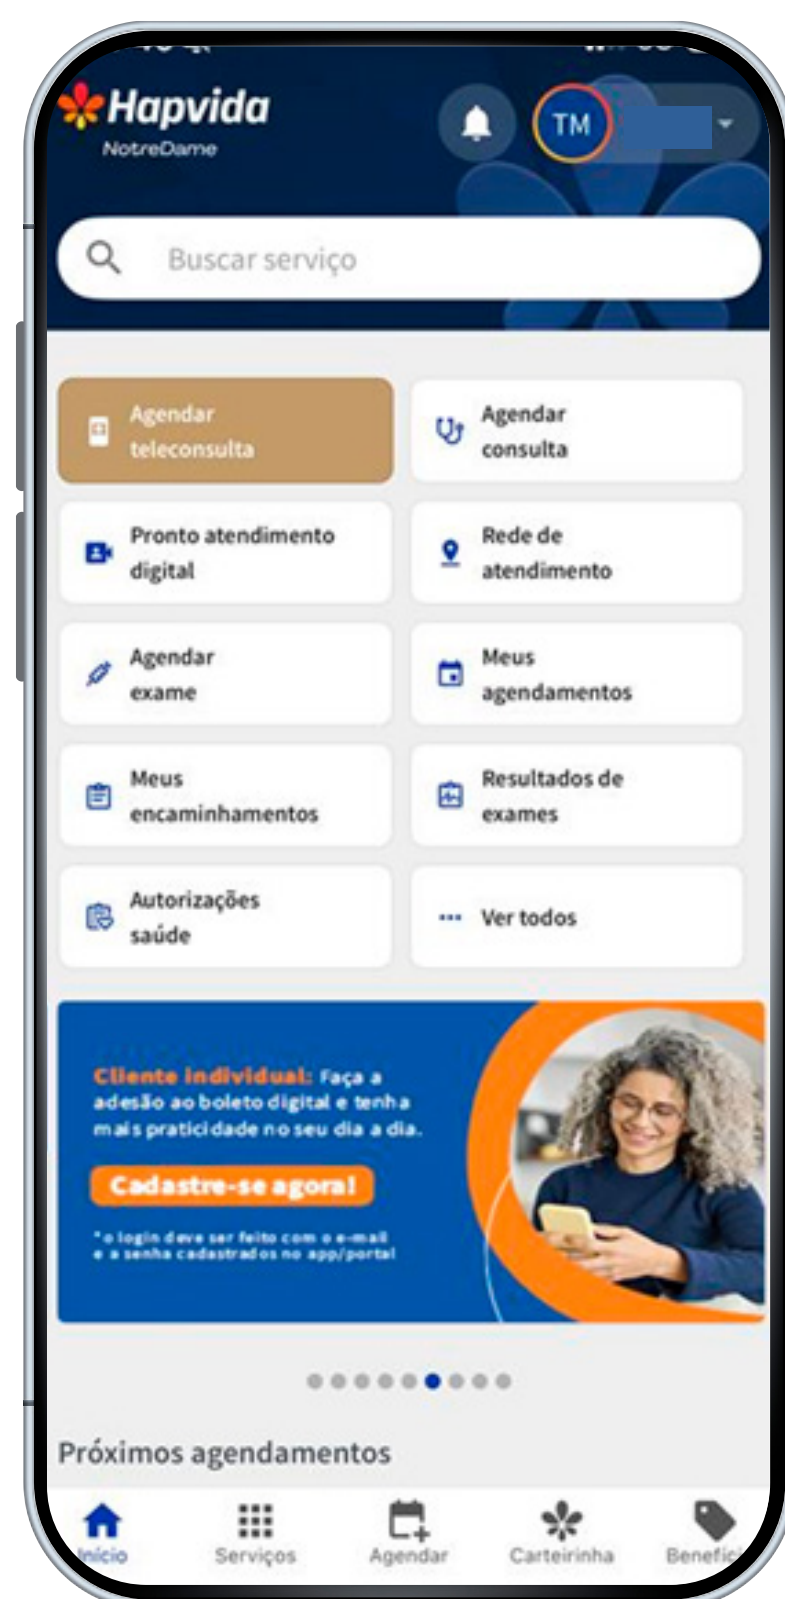 Hapvida
NotreDame
TM
Buscar serviço
Agendar
teleconsulta
Agendar
consulta
Pronto atendimento
digital
Rede de
atendimento
Agendar
exame
Meus
agendamentos
Meus
encaminhamentos
Resultados de
exames
Autorizações
saúde
Ver todos
Cliente individual: Faça a
adesão ao boleto digital e tenha
mais praticidade no seu dia a dia.
Cadastre-se agora!
*o login deve ser feito com o e-mail
e a senha cadastrados no app/portal
Próximos agendamentos
Início
Serviços
Agendar
Carteirinha
Benefíci